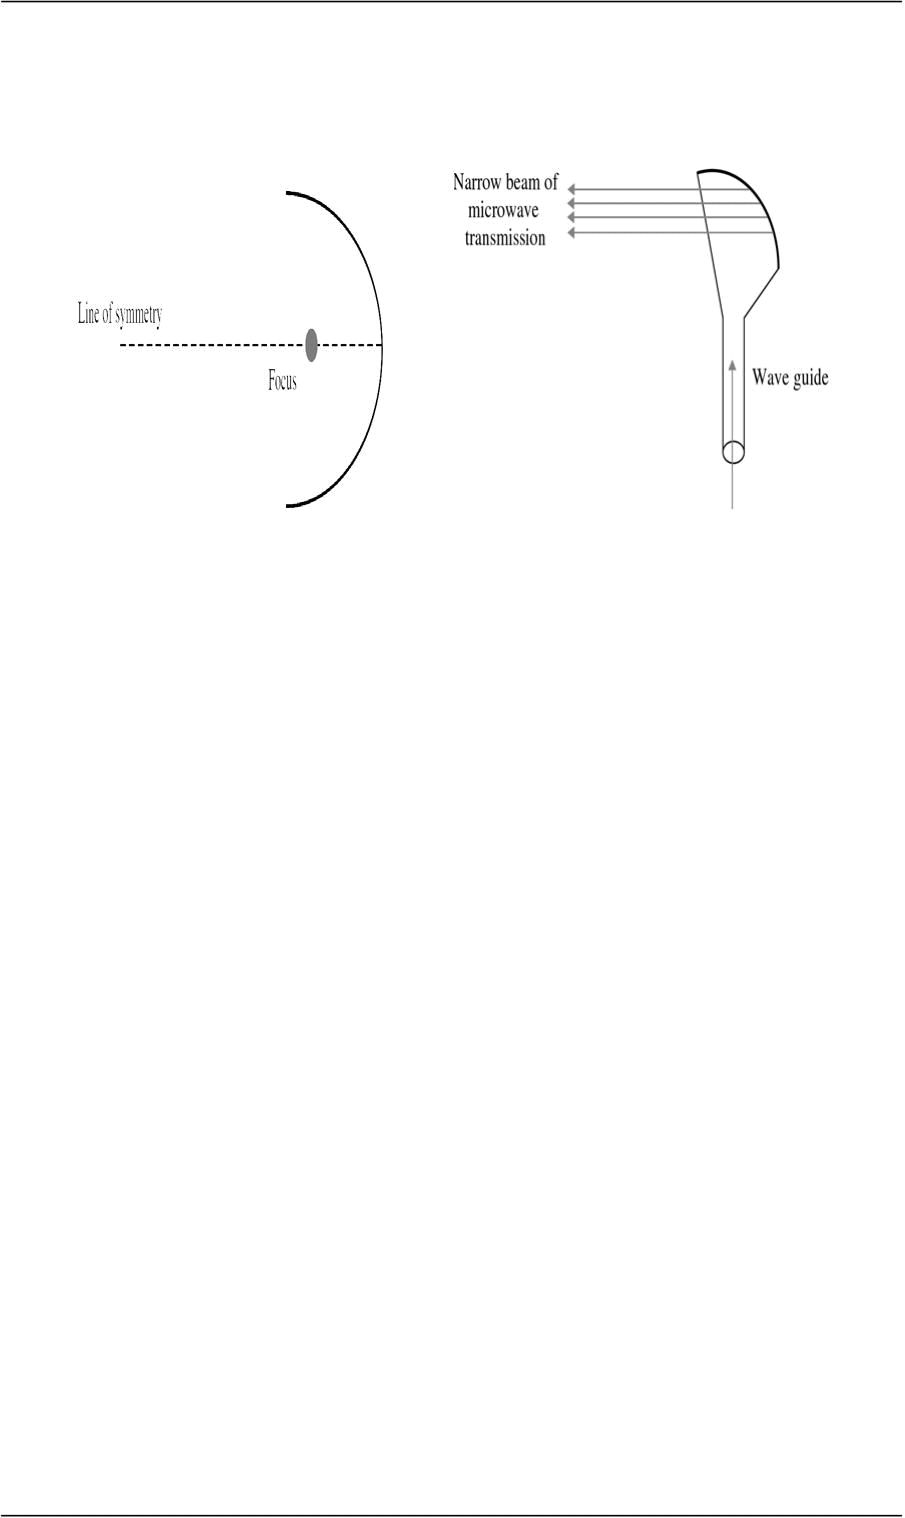 Line of symmetry
Focus
Narrow beam of
microwave
transmission
Wave guide